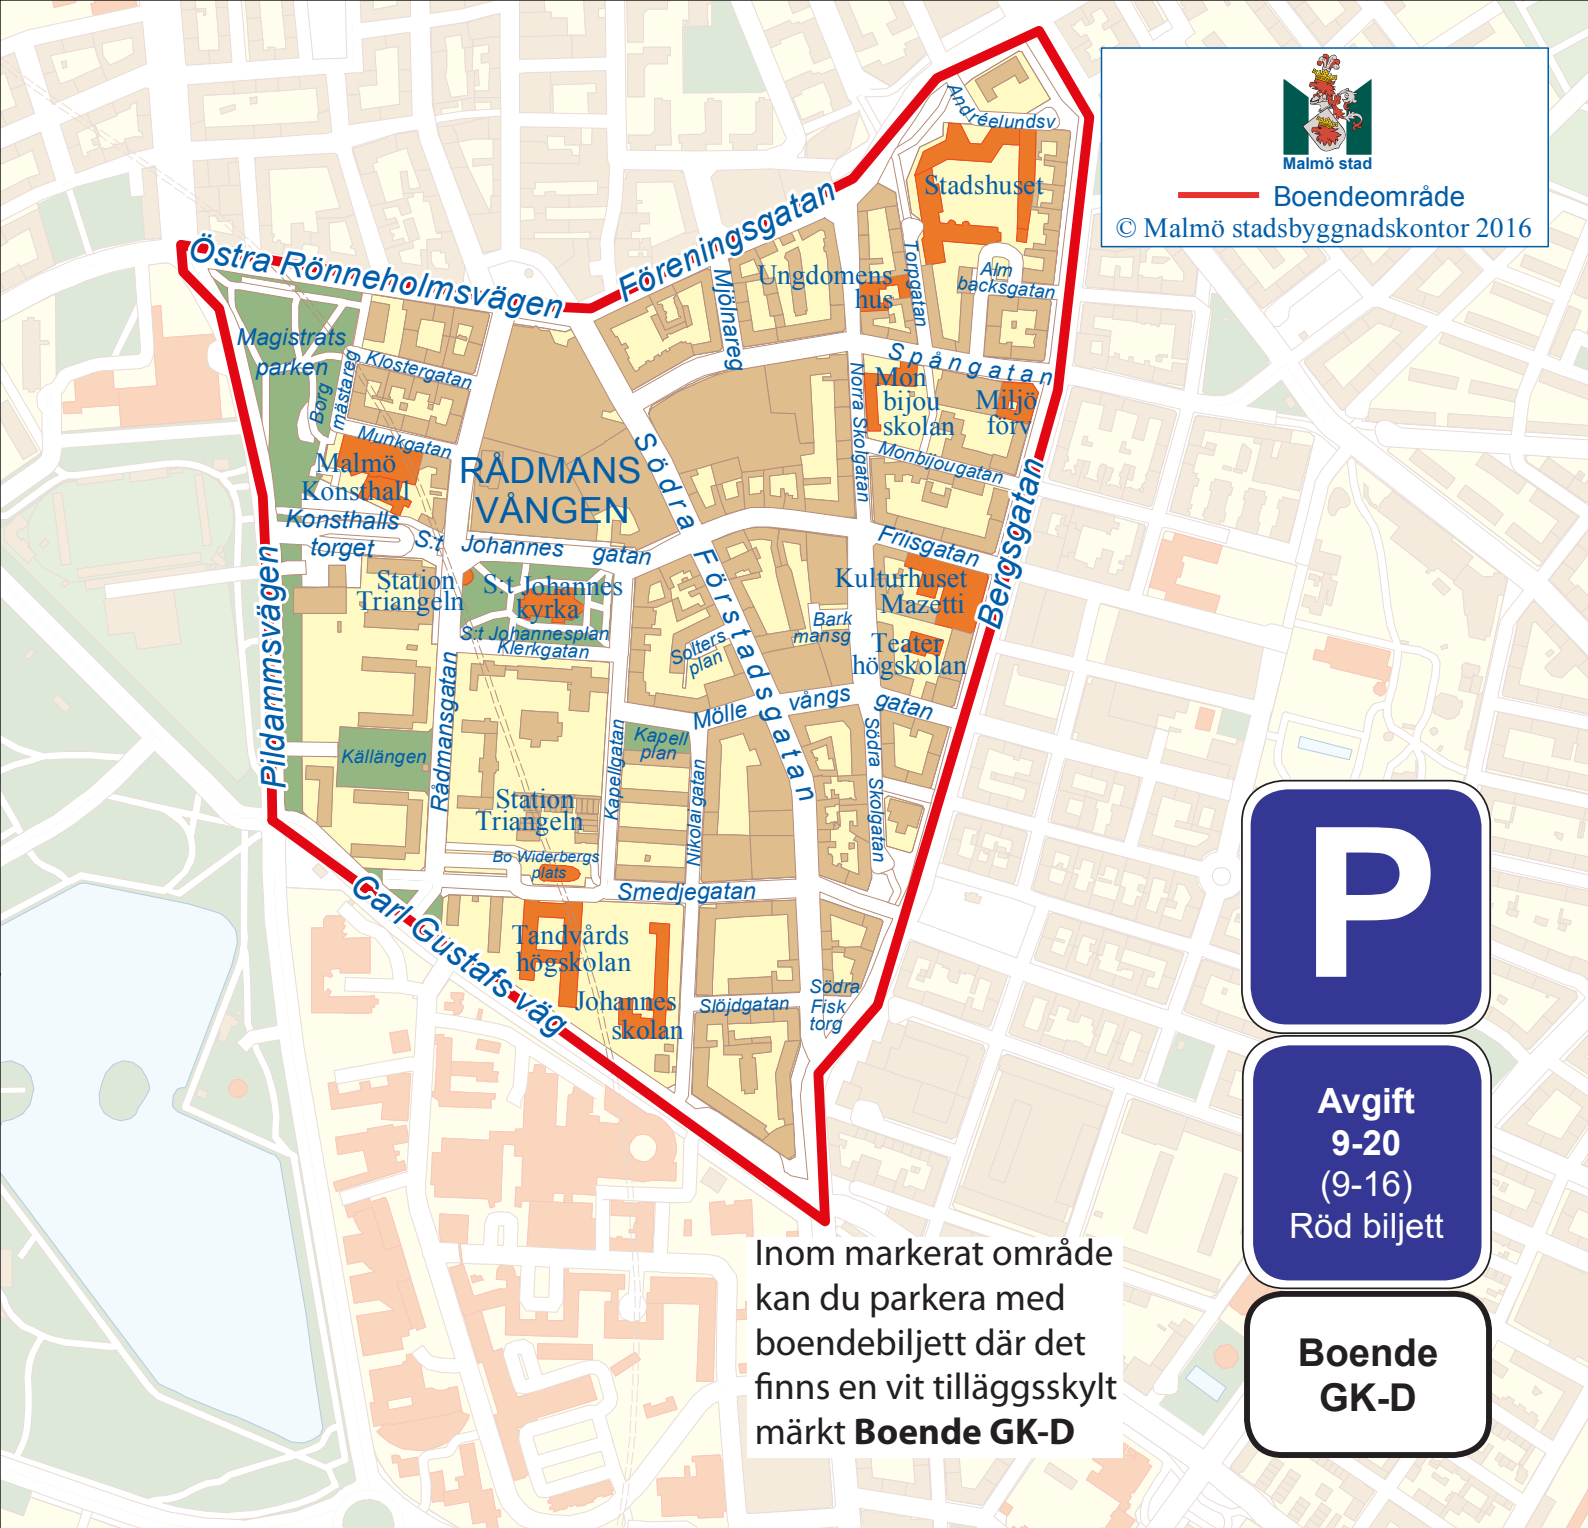 Malmö stad
Boendeområde
© Malmö stadsbyggnadskontor 2016
Andréelundsv
Stadshuset
Föreningsgatan
Östra Rönneholmsvägen
Torpgatan
Alm
backsgatan
Ungdomens
hus
Mjölnareg
Magistrats
parken
Borg
mästareg
Klostergatan
Munkgatan
Spångatan
Mon
bijou
skolan
Miljö
förv
Norra Skolgatan
Monbijougatan
Malmö
Konsthall
RÅDMANS
VÅNGEN
Södra Förstadsgatan
Konsthalls
torget
S:t Johannes gatan
Friisgatan
Bergsgatan
Station
Triangeln
S:t Johannes
kyrka
Kulturhuset
Mazetti
Bark
mansg
S:t Johannesplan
Klerkgatan
Solters
plan
Teater
högskolan
Pildammsvägen
Rådmansgatan
Mölle vångs gatan
Kapell
plan
Källängen
Kapellgatan
Nikolaigatan
Södra Skolgatan
Station
Triangeln
Bo Widerbergs
plats
Smedjegatan
Carl Gustafs väg
Tandvårds
högskolan
Johannes
skolan
Slöjdgatan
Södra
Fisk
torg
P
Avgift
9-20
(9-16)
Röd biljett
Boende
GK-D
Inom markerat område
kan du parkera med
boendebiljett där det
finns en vit tilläggsskylt
märkt Boende GK-D